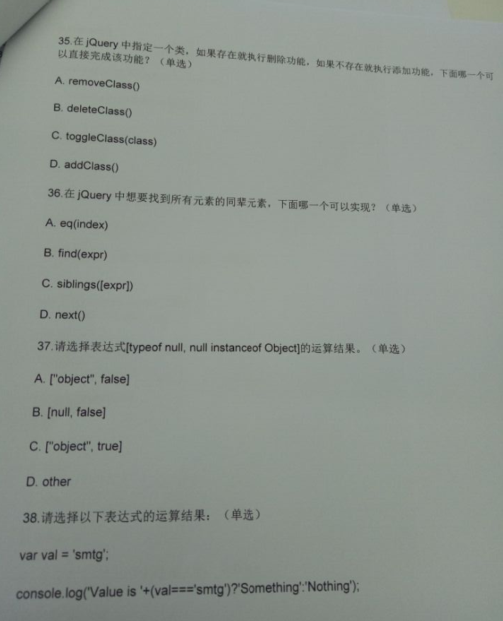 35.在 jQuery 中指定一个类，如果存在就执行删除功能，如果不存在就执行添加功能，下面哪一个可
以直接完成该功能？（单选）
A. removeClass()
B. deleteClass()
C. toggleClass(class)
D. addClass()
36.在 jQuery 中想要找到所有元素的同辈元素，下面哪一个可以实现？（单选）
A. eq(index)
B. find(expr)
C. siblings([expr])
D. next()
37.请选择表达式[typeof null, null instanceof Object]的运算结果。（单选）
A. ["object", false]
B. [null, false]
C. ["object", true]
D. other
38.请选择以下表达式的运算结果：（单选）
var val = 'smtg';
console.log('Value is '+(val==='smtg')?'Something':'Nothing');